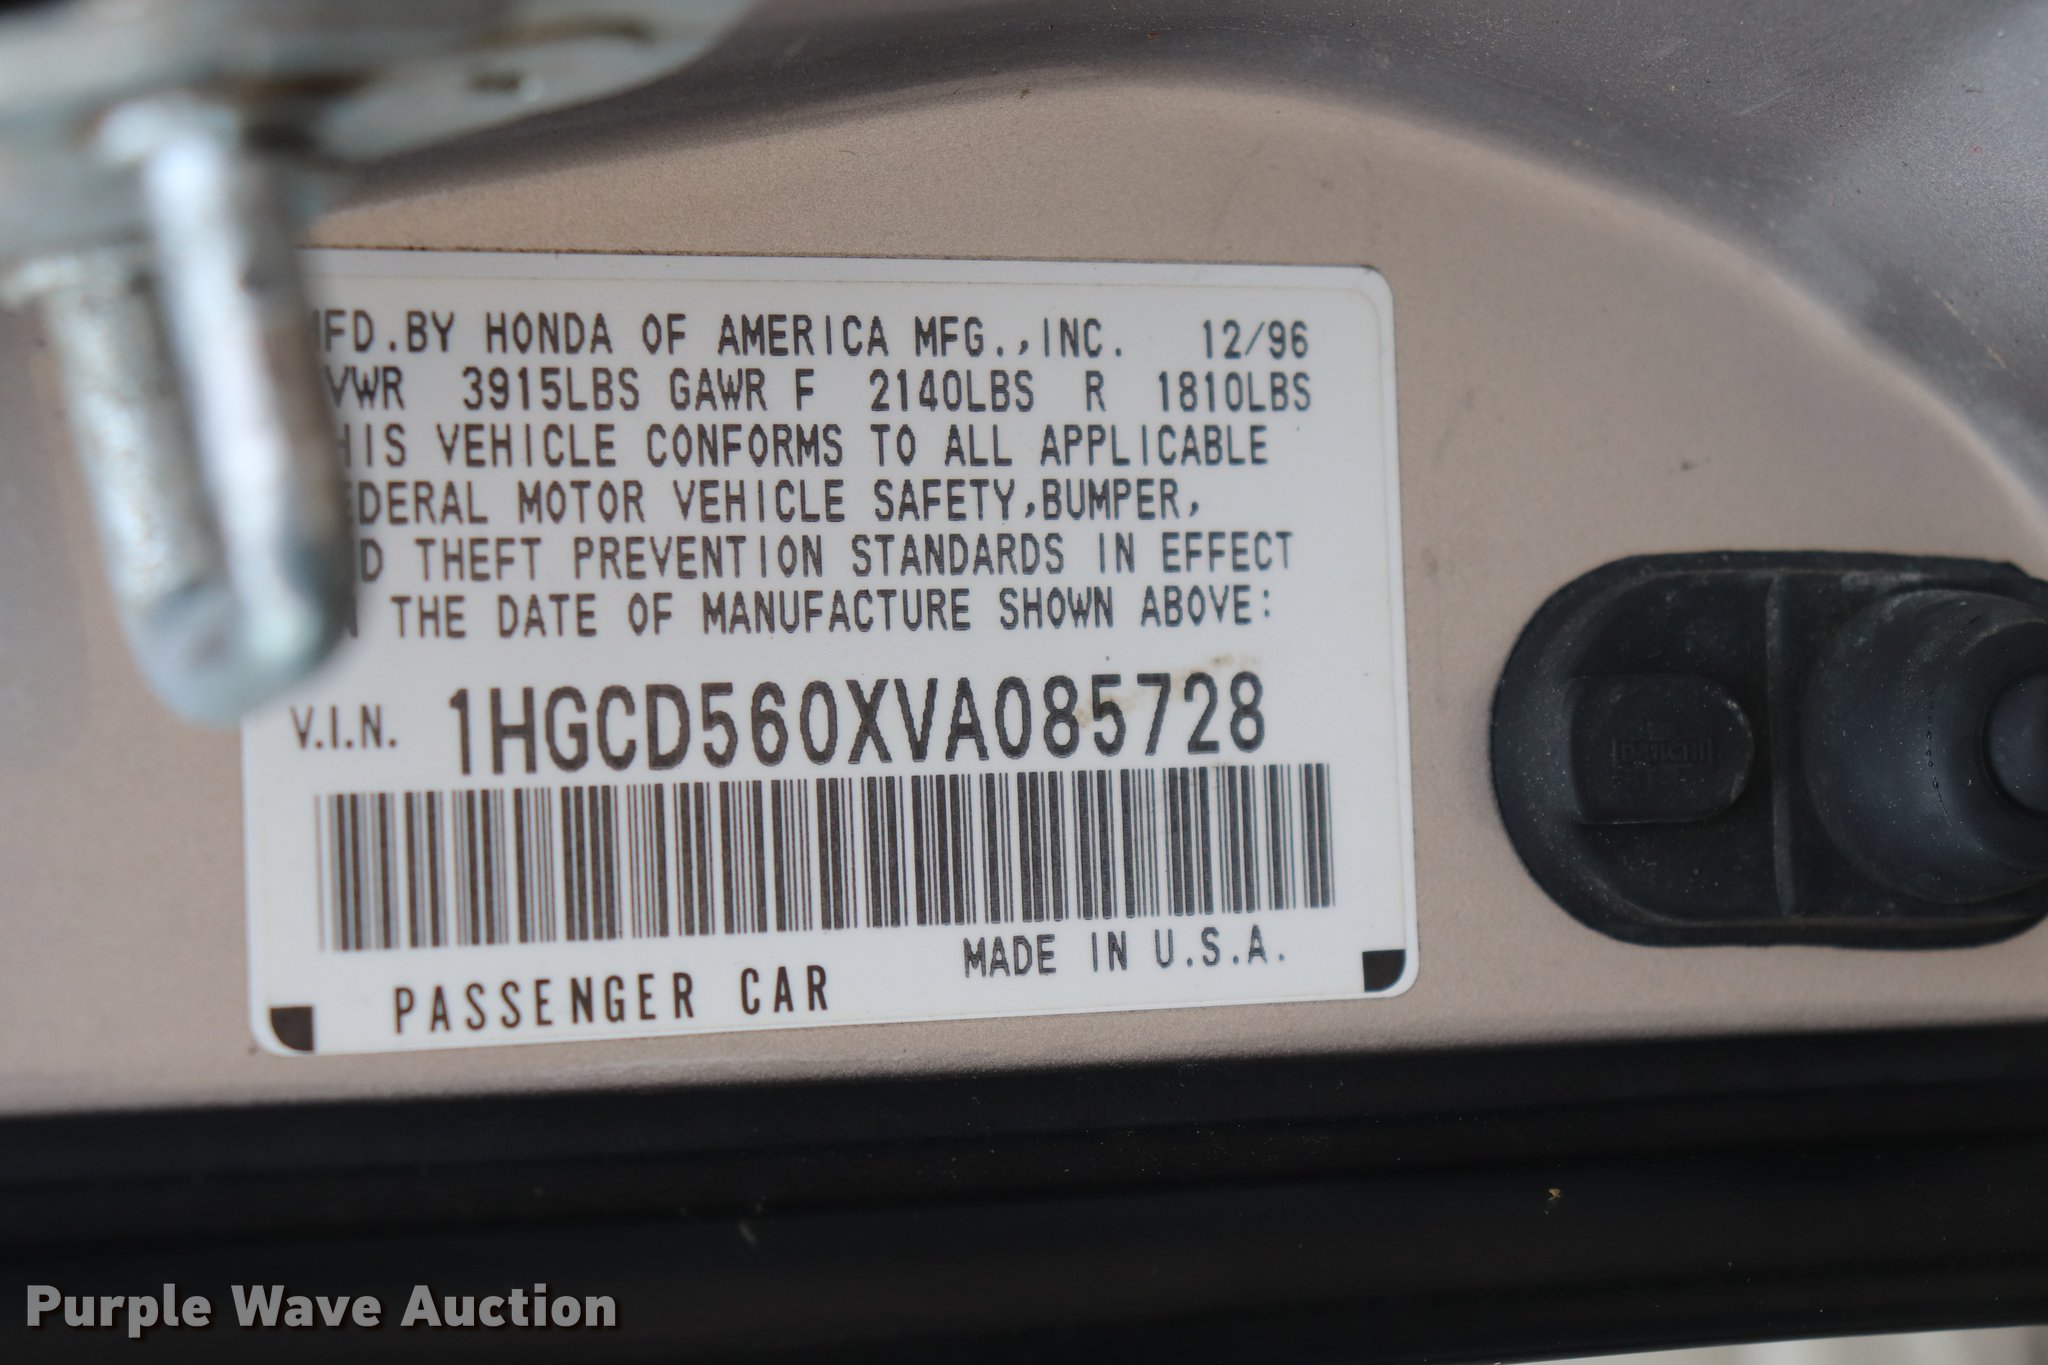 MFD.BY HONDA OF AMERICA MFG.,INC. 12/96
VWR 3915LBS GAWR F 2140LBS R 1810LBS
HIS VEHICLE CONFORMS TO ALL APPLICABLE
EDERAL MOTOR VEHICLE SAFETY,BUMPER,
D THEFT PREVENTION STANDARDS IN EFFECT
N THE DATE OF MANUFACTURE SHOWN ABOVE:
V.I.N. 1HGCD560XVA085728
MADE IN U.S.A.
PASSENGER CAR
DAIICHI
Purple Wave Auction